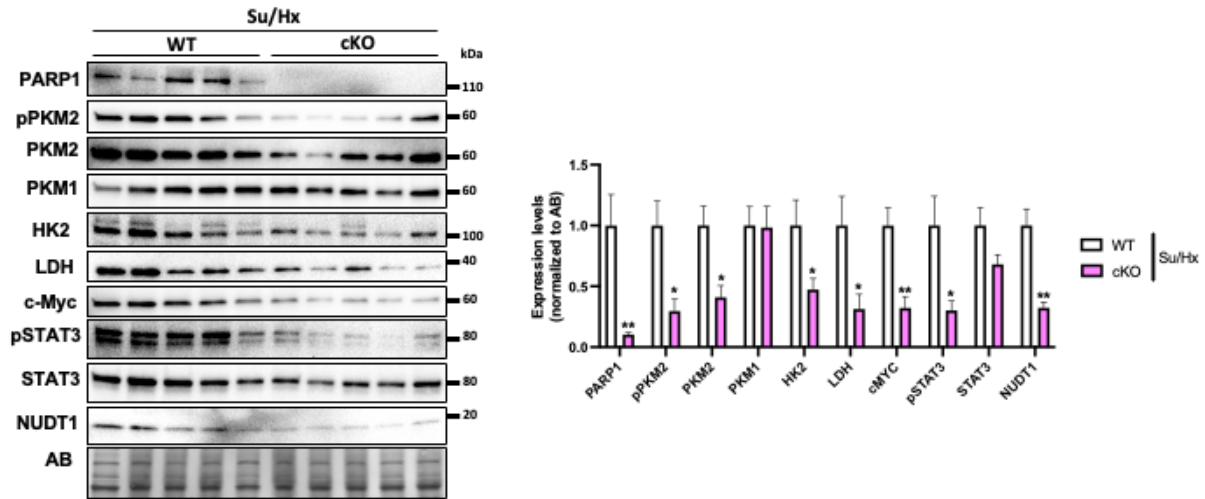 Su/Hx
WT cKO
kDa
PARP1 110
pPKM2 60
PKM2 60
PKM1 60
HK2 100
LDH 40
c-Myc 60
pSTAT3 80
STAT3 80
NUDT1 20
AB
Expression levels
(normalized to AB)
1.5
1.0
0.5
0.0
** * * * * ** * **
PARP1 pPKM2 PKM2 PKM1 HK2 LDH cMYC pSTAT3 STAT3 NUDT1
WT
cKO
Su/Hx